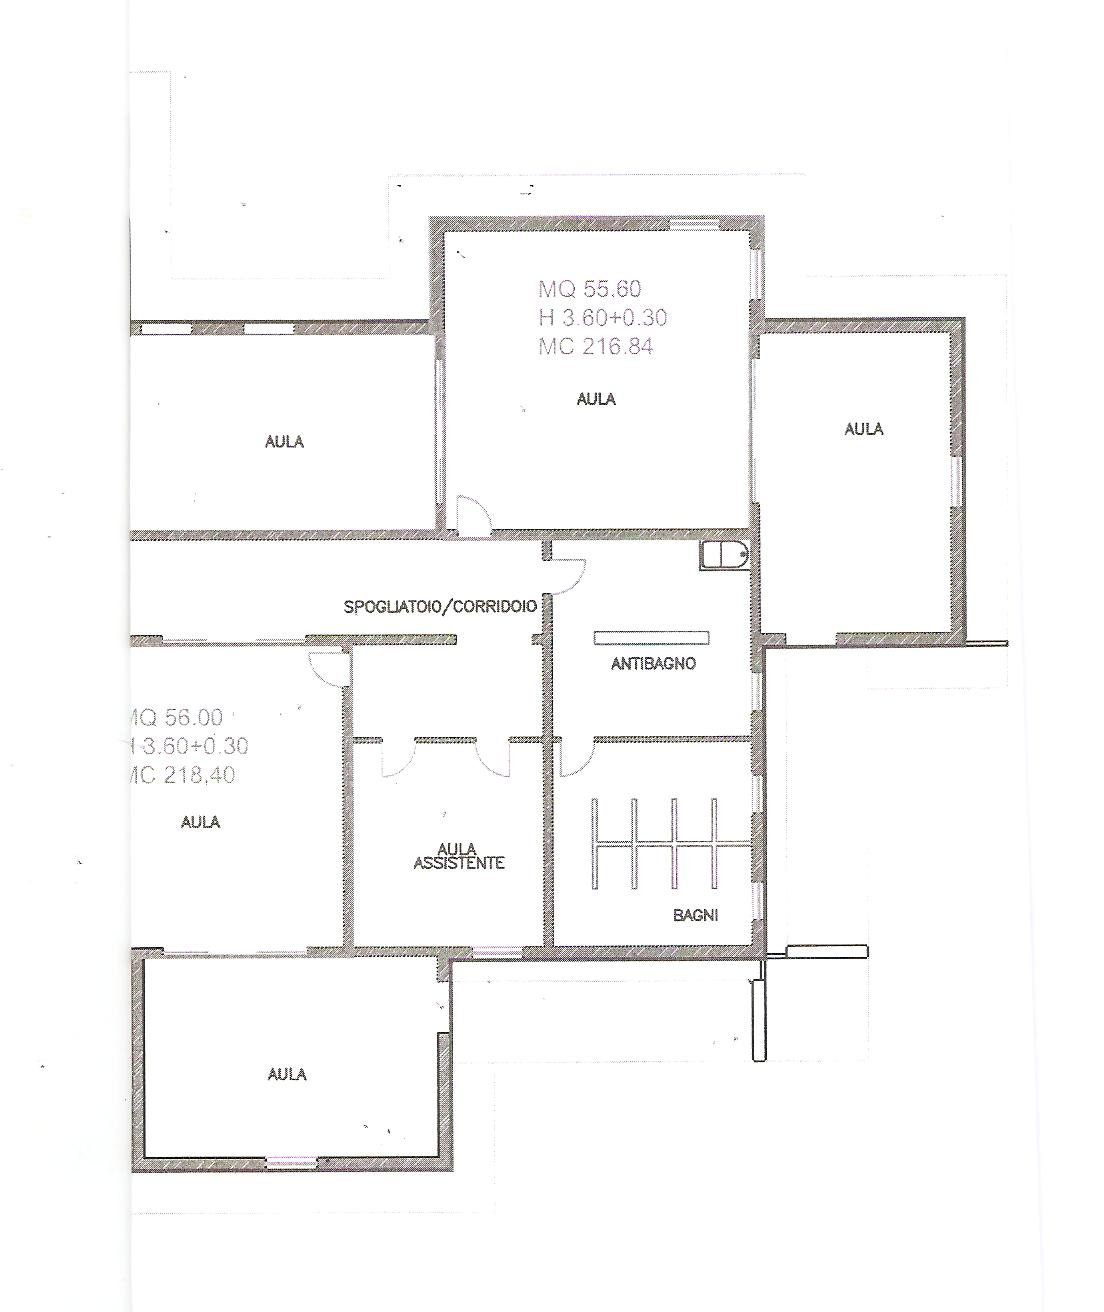 MQ 55.60
H 3.60+0.30
MC 216.84
AULA
AULA
AULA
SPOGLIATOIO/CORRIDOIO
ANTIBAGNO
MQ 56.00
H 3.60+0.30
MC 218,40
AULA
AULA
ASSISTENTE
BAGNI
AULA